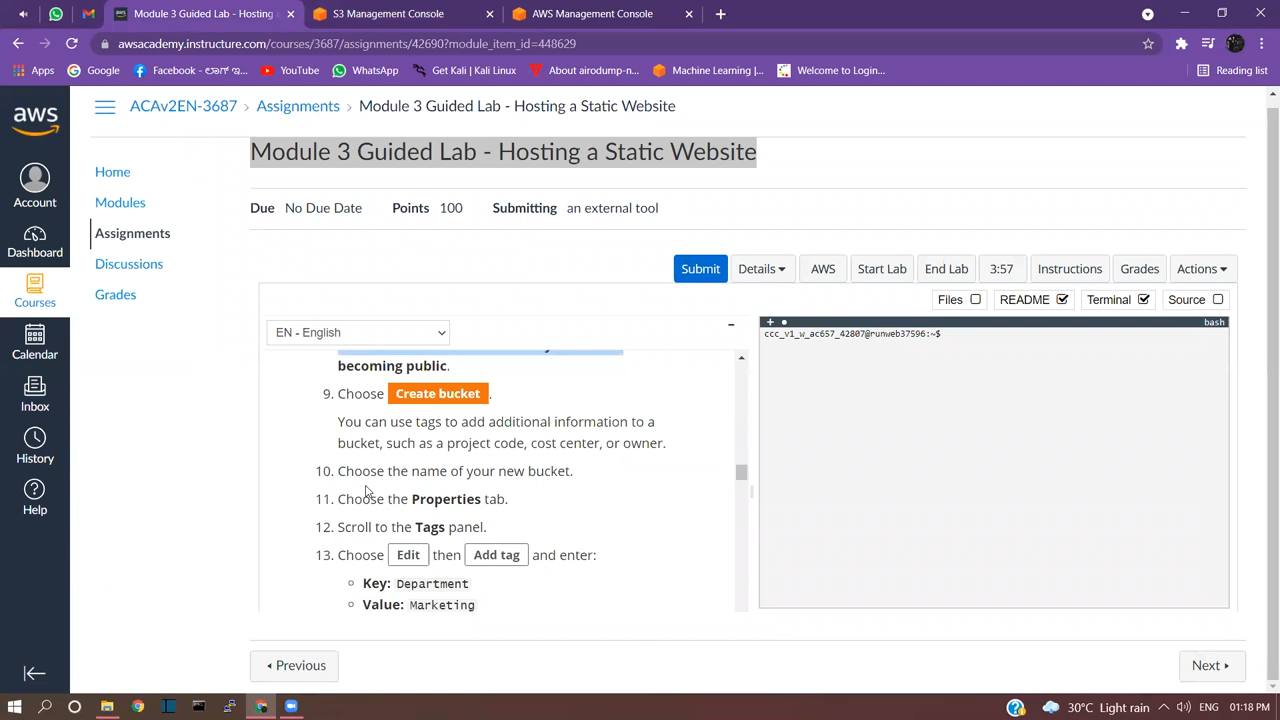 Module 3 Guided Lab - Hosting a
S3 Management Console
AWS Management Console
awsacademy.instructure.com/courses/3687/assignments/42690?module_item_id=448629
Apps
Google
Facebook - ಲಾಗ್ ಇ...
YouTube
WhatsApp
Get Kali | Kali Linux
About airodump-n...
Machine Learning |...
Welcome to Login...
Reading list
aws
Account
Dashboard
Courses
Calendar
Inbox
History
Help
ACAv2EN-3687 > Assignments > Module 3 Guided Lab - Hosting a Static Website
Home
Modules
Assignments
Discussions
Grades
Module 3 Guided Lab - Hosting a Static Website
Due No Due Date Points 100 Submitting an external tool
Submit Details AWS Start Lab End Lab 3:57 Instructions Grades Actions
Files README Terminal Source
EN - English
becoming public.
9. Choose Create bucket.
You can use tags to add additional information to a
bucket, such as a project code, cost center, or owner.
10. Choose the name of your new bucket.
11. Choose the Properties tab.
12. Scroll to the Tags panel.
13. Choose Edit then Add tag and enter:
Key: Department
Value: Marketing
bash
ccc_v1_w_ac657_42807@runweb37596:~$
Previous
Next
30°C Light rain
ENG
01:18 PM